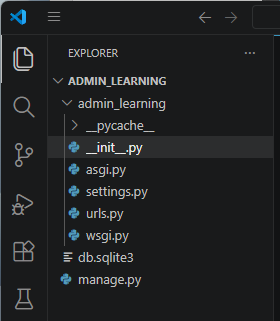 EXPLORER
ADMIN_LEARNING
admin_learning
__pycache__
__init__.py
asgi.py
settings.py
urls.py
wsgi.py
db.sqlite3
manage.py